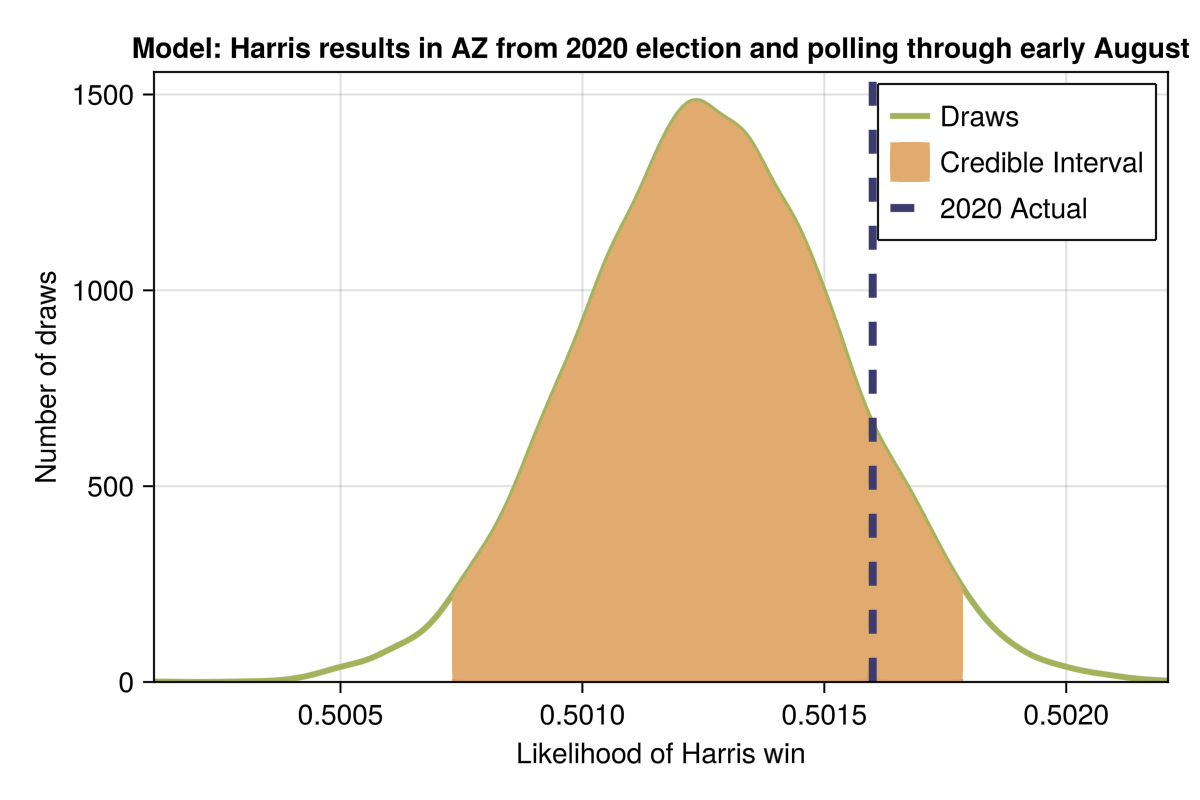 Model: Harris results in AZ from 2020 election and polling through early August
1500
1000
500
0
Number of draws
Draws
Credible Interval
2020 Actual
0.5005 0.5010 0.5015 0.5020
Likelihood of Harris win